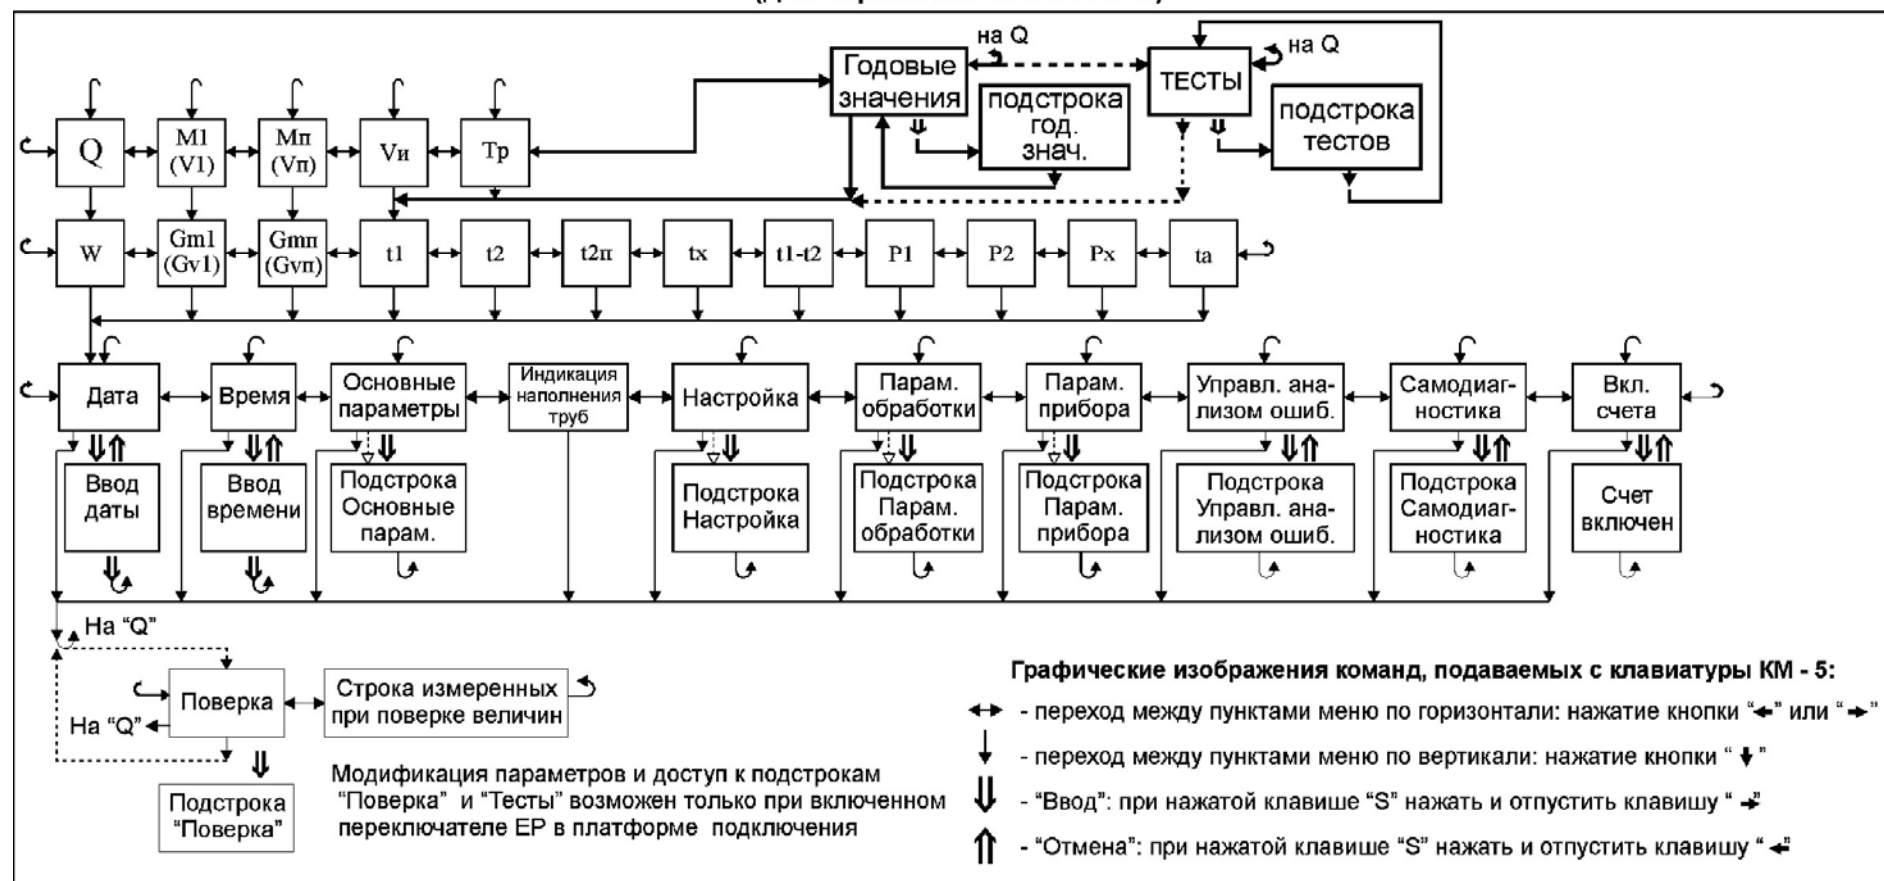 на Q
на Q
Годовые
значения
ТЕСТЫ
подстрока
год.
знач.
подстрока
тестов
Q
М1
(V1)
Мп
(Vп)
Vи
Тр
W
Gm1
(Gv1)
Gmп
(Gvп)
t1
t2
t2п
tx
t1-t2
P1
P2
Px
ta
Дата
Время
Основные
параметры
Индикация
наполнения
труб
Настройка
Парам.
обработки
Парам.
прибора
Управл. ана-
лизом ошиб.
Самодиаг-
ностика
Вкл.
счета
Ввод
даты
Ввод
времени
Подстрока
Основные
парам.
Подстрока
Настройка
Подстрока
Парам.
обработки
Подстрока
Парам.
прибора
Подстрока
Управл. ана-
лизом ошиб.
Подстрока
Самодиаг-
ностика
Счет
включен
На “Q”
Поверка
На “Q”
Строка измеренных
при поверке величин
Подстрока
“Поверка”
Модификация параметров и доступ к подстрокам
“Поверка” и “Тесты” возможен только при включенном
переключателе ЕР в платформе подключения
Графические изображения команд, подаваемых с клавиатуры КМ - 5:
↔ - переход между пунктами меню по горизонтали: нажатие кнопки “←” или “→”
↓ - переход между пунктами меню по вертикали: нажатие кнопки “↓”
⇓ - “Ввод”: при нажатой клавише “S” нажать и отпустить клавишу “→”
⇑ - “Отмена”: при нажатой клавише “S” нажать и отпустить клавишу “←”